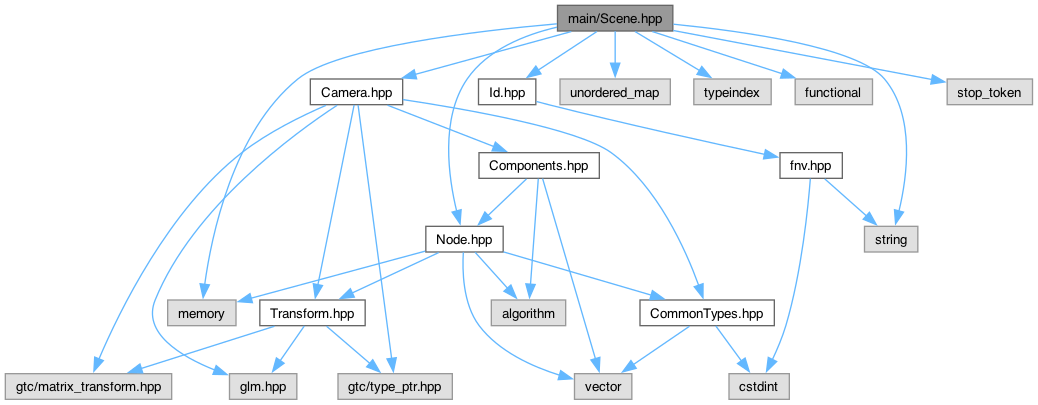 main/Scene.hpp
Camera.hpp
Id.hpp
unordered_map
typeindex
functional
stop_token
Components.hpp
fnv.hpp
Node.hpp
string
memory
Transform.hpp
algorithm
CommonTypes.hpp
gtc/matrix_transform.hpp
glm.hpp
gtc/type_ptr.hpp
vector
cstdint